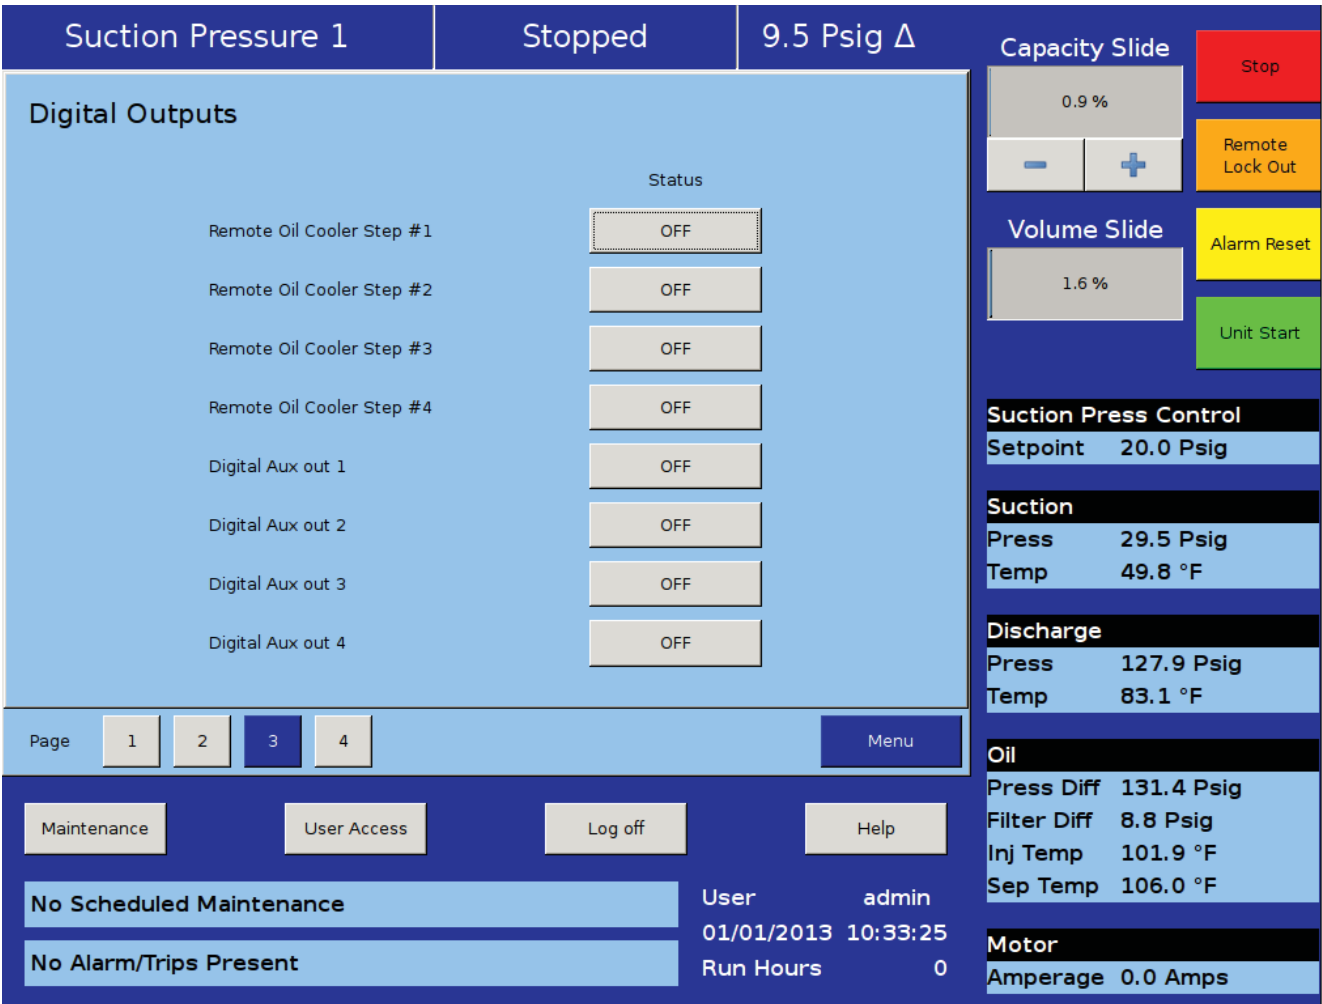 Suction Pressure 1
Stopped
9.5 Psig Δ
Digital Outputs
Status
Remote Oil Cooler Step #1 OFF
Remote Oil Cooler Step #2 OFF
Remote Oil Cooler Step #3 OFF
Remote Oil Cooler Step #4 OFF
Digital Aux out 1 OFF
Digital Aux out 2 OFF
Digital Aux out 3 OFF
Digital Aux out 4 OFF
Page 1 2 3 4 Menu
Maintenance User Access Log off Help
No Scheduled Maintenance
No Alarm/Trips Present
User admin
01/01/2013 10:33:25
Run Hours 0
Capacity Slide
0.9 %
− +
Volume Slide
1.6 %
Stop
Remote
Lock Out
Alarm Reset
Unit Start
Suction Press Control
Setpoint 20.0 Psig
Suction
Press 29.5 Psig
Temp 49.8 °F
Discharge
Press 127.9 Psig
Temp 83.1 °F
Oil
Press Diff 131.4 Psig
Filter Diff 8.8 Psig
Inj Temp 101.9 °F
Sep Temp 106.0 °F
Motor
Amperage 0.0 Amps